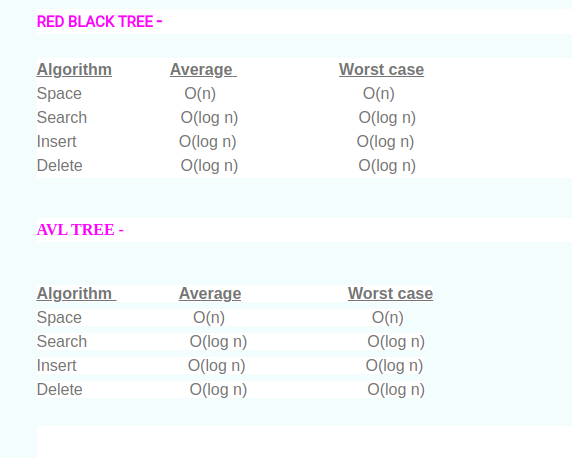 RED BLACK TREE -
Algorithm Average Worst case
Space O(n) O(n)
Search O(log n) O(log n)
Insert O(log n) O(log n)
Delete O(log n) O(log n)
AVL TREE -
Algorithm Average Worst case
Space O(n) O(n)
Search O(log n) O(log n)
Insert O(log n) O(log n)
Delete O(log n) O(log n)